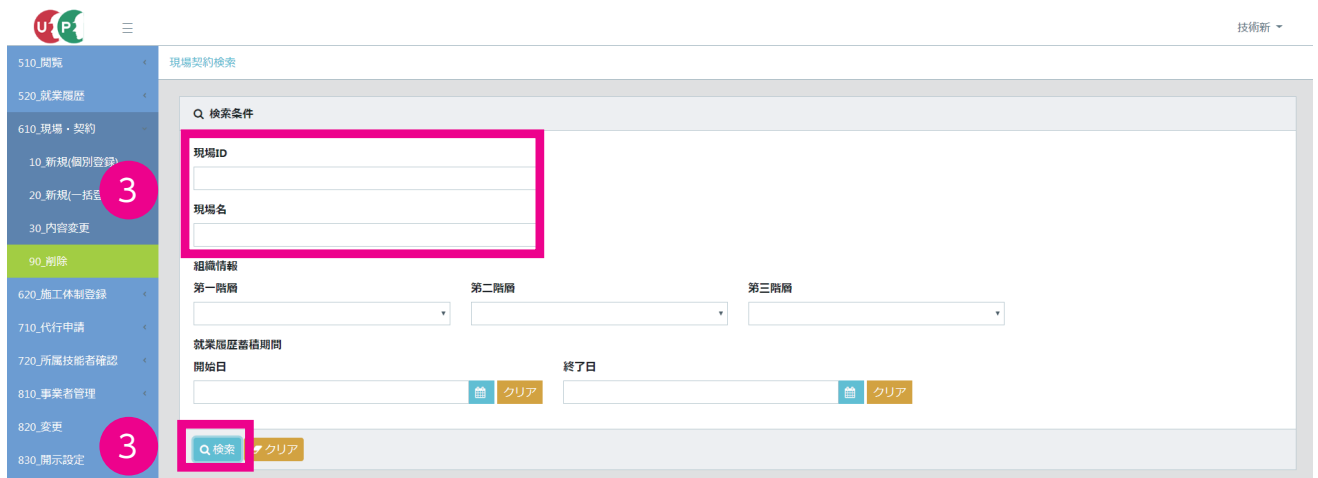 U P
技術新
510_閲覧
520_就業履歴
610_現場・契約
10_新規(個別登録)
20_新規(一括
30_内容変更
90_削除
620_施工体制登録
710_代行申請
720_所属技能者確認
810_事業者管理
820_変更
830_開示設定
3
3
現場契約検索
検索条件
現場ID
現場名
組織情報
第一階層 第二階層 第三階層
就業履歴蓄積期間
開始日 終了日
クリア クリア
検索 クリア